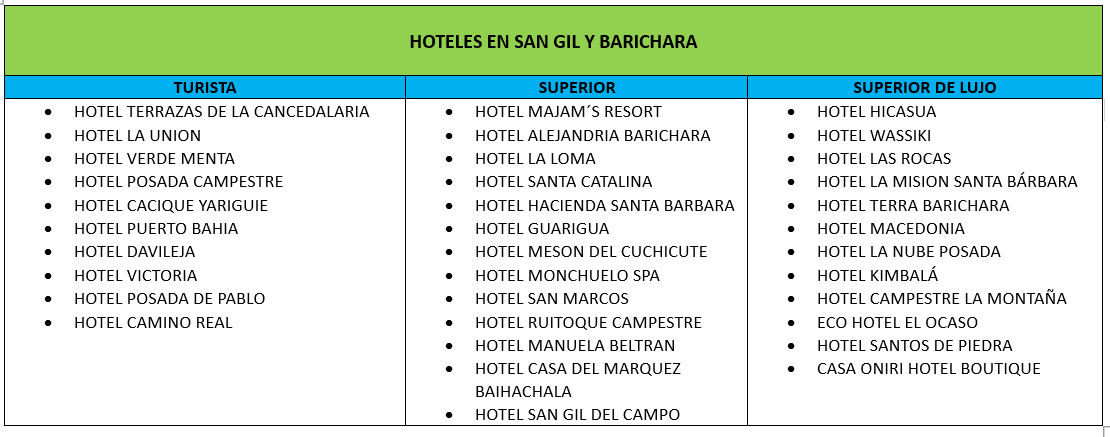 HOTELES EN SAN GIL Y BARICHARA
TURISTA
HOTEL TERRAZAS DE LA CANCEDALARIA
HOTEL LA UNION
HOTEL VERDE MENTA
HOTEL POSADA CAMPESTRE
HOTEL CACIQUE YARIGUIE
HOTEL PUERTO BAHIA
HOTEL DAVILEJA
HOTEL VICTORIA
HOTEL POSADA DE PABLO
HOTEL CAMINO REAL
SUPERIOR
HOTEL MAJAM´S RESORT
HOTEL ALEJANDRIA BARICHARA
HOTEL LA LOMA
HOTEL SANTA CATALINA
HOTEL HACIENDA SANTA BARBARA
HOTEL GUARIGUA
HOTEL MESON DEL CUCHICUTE
HOTEL MONCHUELO SPA
HOTEL SAN MARCOS
HOTEL RUITOQUE CAMPESTRE
HOTEL MANUELA BELTRAN
HOTEL CASA DEL MARQUEZ
BAIHACHALA
HOTEL SAN GIL DEL CAMPO
SUPERIOR DE LUJO
HOTEL HICASUA
HOTEL WASSIKI
HOTEL LAS ROCAS
HOTEL LA MISION SANTA BÁRBARA
HOTEL TERRA BARICHARA
HOTEL MACEDONIA
HOTEL LA NUBE POSADA
HOTEL KIMBALÁ
HOTEL CAMPESTRE LA MONTAÑA
ECO HOTEL EL OCASO
HOTEL SANTOS DE PIEDRA
CASA ONIRI HOTEL BOUTIQUE